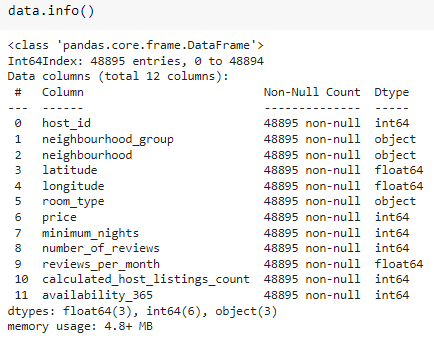 data.info()
<class 'pandas.core.frame.DataFrame'>
Int64Index: 48895 entries, 0 to 48894
Data columns (total 12 columns):
 #   Column                          Non-Null Count  Dtype
---  ------                          --------------  -----
 0   host_id                         48895 non-null  int64
 1   neighbourhood_group             48895 non-null  object
 2   neighbourhood                   48895 non-null  object
 3   latitude                        48895 non-null  float64
 4   longitude                       48895 non-null  float64
 5   room_type                       48895 non-null  object
 6   price                           48895 non-null  int64
 7   minimum_nights                  48895 non-null  int64
 8   number_of_reviews               48895 non-null  int64
 9   reviews_per_month               48895 non-null  float64
 10  calculated_host_listings_count  48895 non-null  int64
 11  availability_365                48895 non-null  int64
dtypes: float64(3), int64(6), object(3)
memory usage: 4.8+ MB